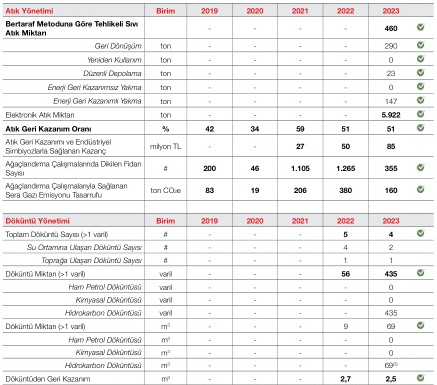 Atık Yönetimi Birim 2019 2020 2021 2022 2023
Bertaraf Metoduna Göre Tehlikeli Sıvı
Atık Miktarı - - - - 460
Geri Dönüşüm ton - - - - 290
Yeniden Kullanım ton - - - - 0
Düzenli Depolama ton - - - - 23
Enerji Geri Kazanımsız Yakma ton - - - - 0
Enerji Geri Kazanımlı Yakma ton - - - - 147
Elektronik Atık Miktarı ton - - - - 5.922
Atık Geri Kazanım Oranı % 42 34 59 51 51
Atık Geri Kazanımı ve Endüstriyel
Simbiyozlarla Sağlanan Kazanç milyon TL - - 27 50 85
Ağaçlandırma Çalışmalarında Dikilen Fidan
Sayısı # 200 46 1.105 1.265 355
Ağaçlandırma Çalışmalarıyla Sağlanan
Sera Gazı Emisyonu Tasarrufu ton CO₂e 83 19 206 380 160
Döküntü Yönetimi Birim 2019 2020 2021 2022 2023
Toplam Döküntü Sayısı (>1 varil) # - - - 5 4
Su Ortamına Ulaşan Döküntü Sayısı # - - - 4 2
Toprağa Ulaşan Döküntü Sayısı # - - - 1 1
Döküntü Miktarı (>1 varil) varil - - - 56 435
Ham Petrol Döküntüsü varil - - - - 0
Kimyasal Döküntü varil - - - - 0
Hidrokarbon Döküntüsü varil - - - - 435
Döküntü Miktarı (>1 varil) m³ - - - 9 69
Ham Petrol Döküntüsü m³ - - - - 0
Kimyasal Döküntü m³ - - - - 0
Hidrokarbon Döküntüsü m³ - - - - 69
Döküntüden Geri Kazanım m³ - - - 2,7 2,5